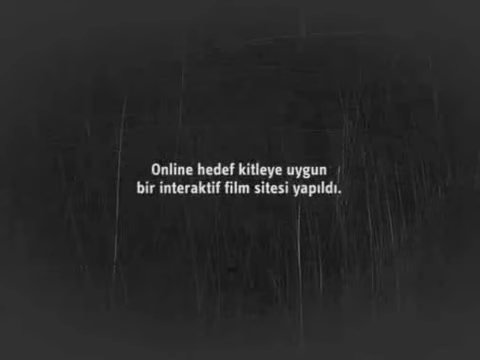 Online hedef kitleye uygun
bir interaktif film sitesi yapıldı.